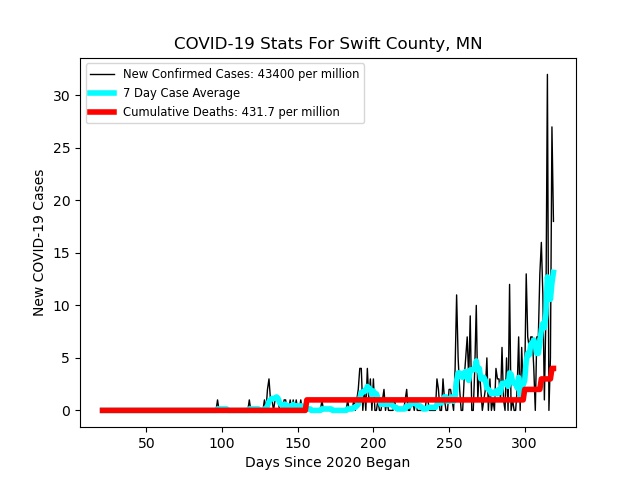 COVID-19 Stats For Swift County, MN
New Confirmed Cases: 43400 per million
7 Day Case Average
Cumulative Deaths: 431.7 per million
New COVID-19 Cases
30
25
20
15
10
5
0
50 100 150 200 250 300
Days Since 2020 Began